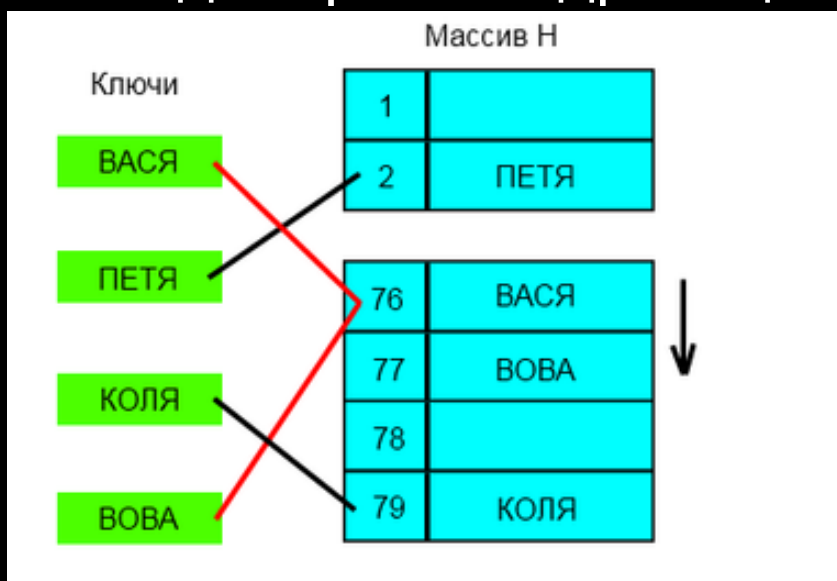 Массив H
Ключи
ВАСЯ
ПЕТЯ
КОЛЯ
ВОВА
1
2 ПЕТЯ
76 ВАСЯ
77 ВОВА
78
79 КОЛЯ